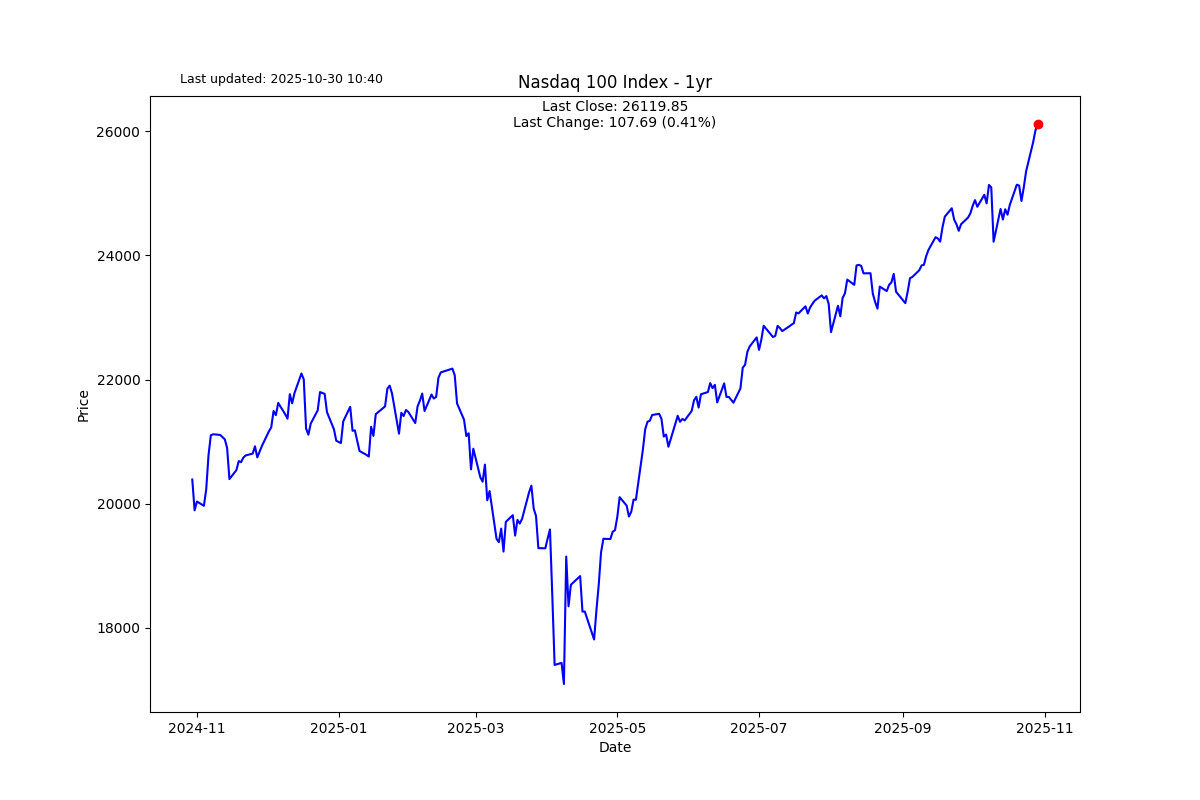 Last updated: 2025-10-30 10:40
Nasdaq 100 Index - 1yr
Last Close: 26119.85
Last Change: 107.69 (0.41%)
26000
24000
22000
20000
18000
Price
2024-11
2025-01
2025-03
2025-05
2025-07
2025-09
2025-11
Date